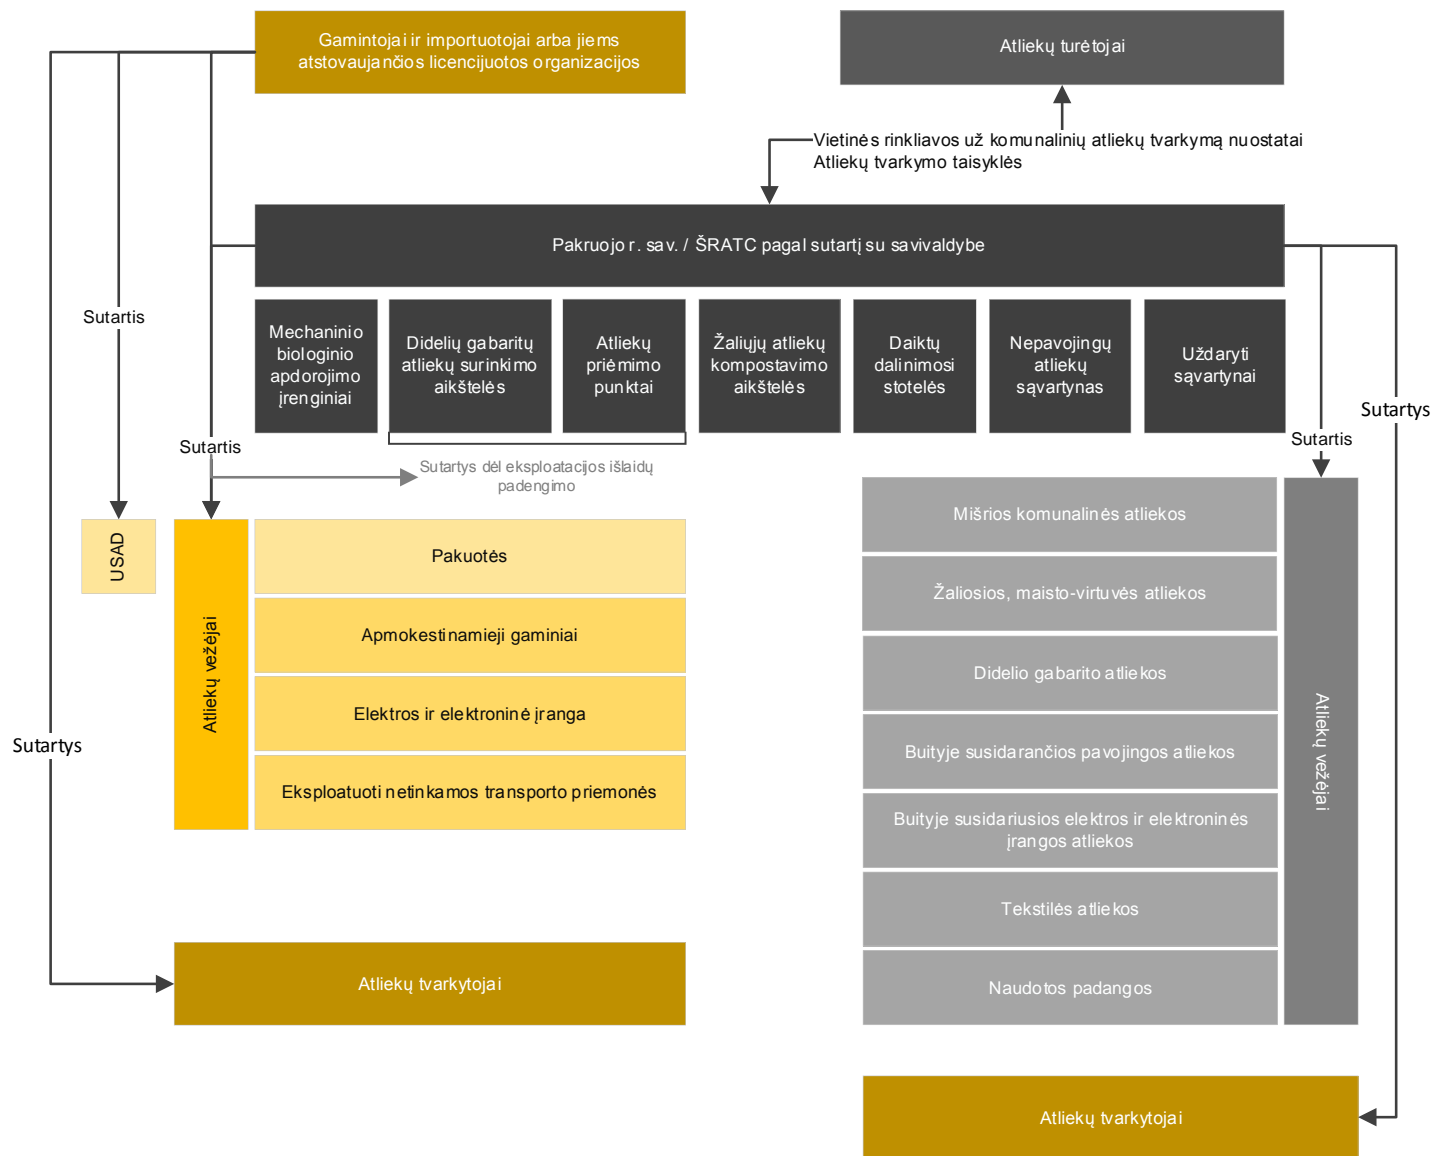 Gamintojai ir importuotojai arba jiems
atstovaujančios licencijuotos organizacijos
Atliekų turėtojai
Vietinės rinkliavos už komunalinių atliekų tvarkymą nuostatai
Atliekų tvarkymo taisyklės
Pakruojo r. sav. / ŠRATC pagal sutartį su savivaldybe
Sutartis
Mechaninio
biologinio
apdorojimo
įrenginiai
Didelių gabaritų
atliekų surinkimo
aikštelės
Atliekų
priėmimo
punktai
Žaliųjų atliekų
kompostavimo
aikštelės
Daiktų
dalinimosi
stotelės
Nepavojingų
atliekų
sąvartynas
Uždaryti
sąvartynai
Sutartys
Sutartis
Sutartis
Sutartys dėl eksploatacijos išlaidų
padengimo
USAD
Atliekų vežėjai
Pakuotės
Apmokestinamieji gaminiai
Elektros ir elektroninė įranga
Eksploatuoti netinkamos transporto priemonės
Sutartys
Atliekų tvarkytojai
Mišrios komunalinės atliekos
Žaliosios, maisto-virtuvės atliekos
Didelio gabarito atliekos
Buityje susidarančios pavojingos atliekos
Buityje susidariusios elektros ir elektroninės
įrangos atliekos
Tekstilės atliekos
Naudotos padangos
Atliekų vežėjai
Atliekų tvarkytojai